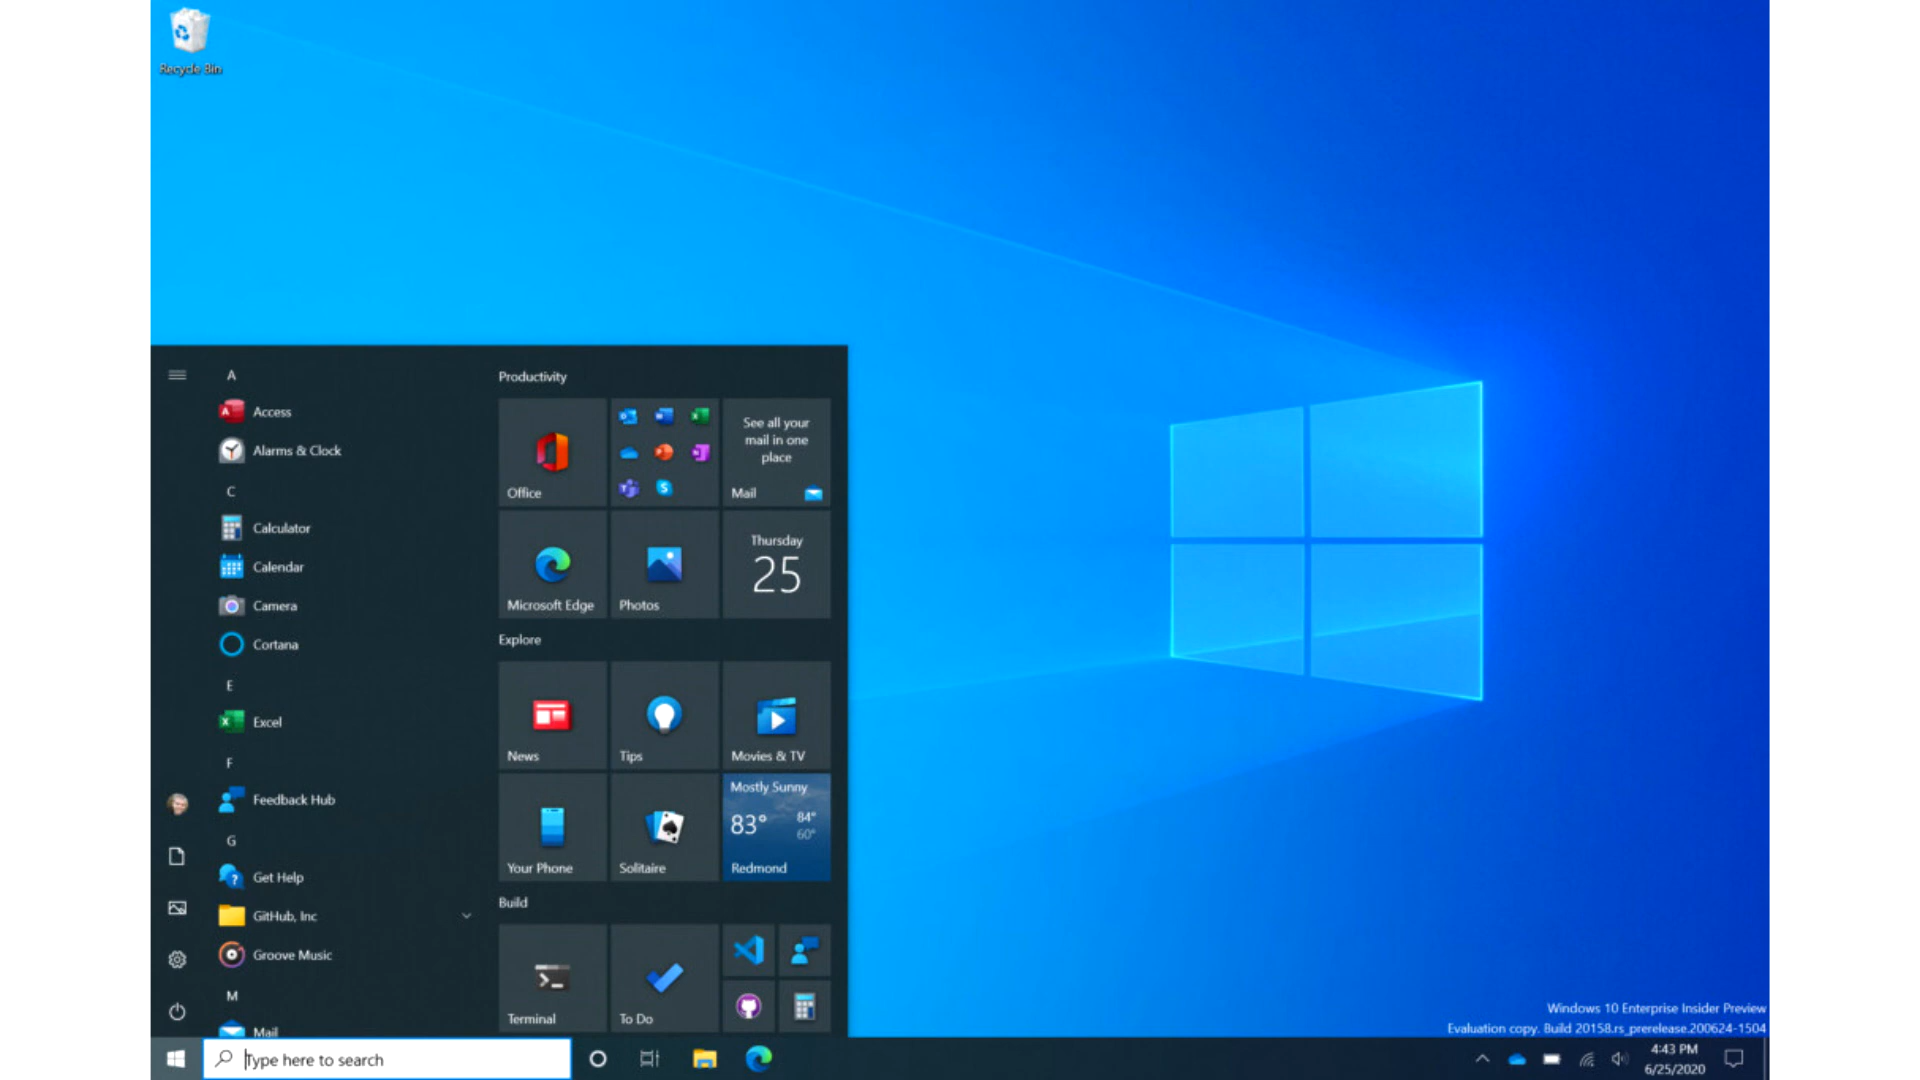 Recycle Bin
A
Access
Alarms & Clock
C
Calculator
Calendar
Camera
Cortana
E
Excel
F
Feedback Hub
G
Get Help
GitHub, Inc
Groove Music
M
Mail
Productivity
Office
See all your
mail in one
place
Mail
Microsoft Edge
Photos
Thursday
25
Explore
News
Tips
Movies & TV
Your Phone
Solitaire
Mostly Sunny
83° 84°
60°
Redmond
Build
Terminal
To Do
Windows 10 Enterprise Insider Preview
Evaluation copy. Build 20158.rs_prerelease.200624-1504
Type here to search
4:43 PM
6/25/2020